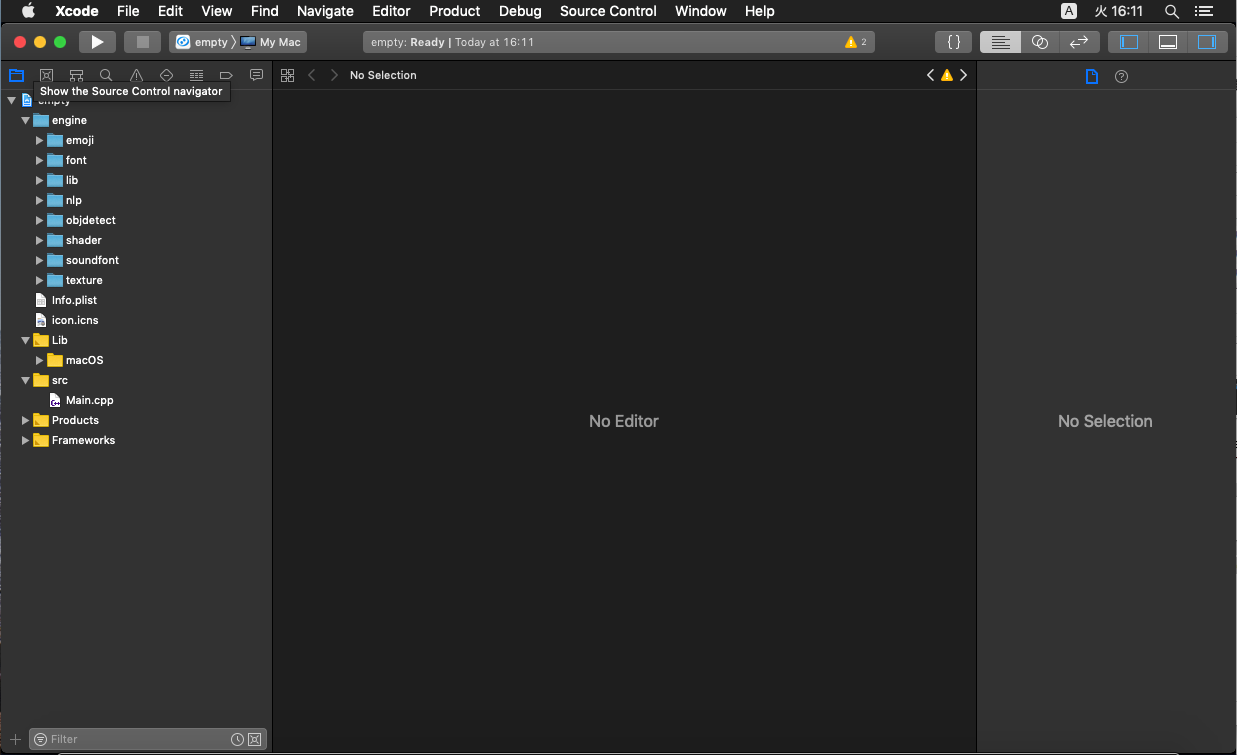 Xcode File Edit View Find Navigate Editor Product Debug Source Control Window Help A 火 16:11
empty My Mac empty: Ready | Today at 16:11 2 {}
No Selection ?
Show the Source Control navigator
empty
engine
emoji
font
lib
nlp
objdetect
shader
soundfont
texture
Info.plist
icon.icns
Lib
macOS
src
C++ Main.cpp
Products
Frameworks
No Editor
No Selection
Filter